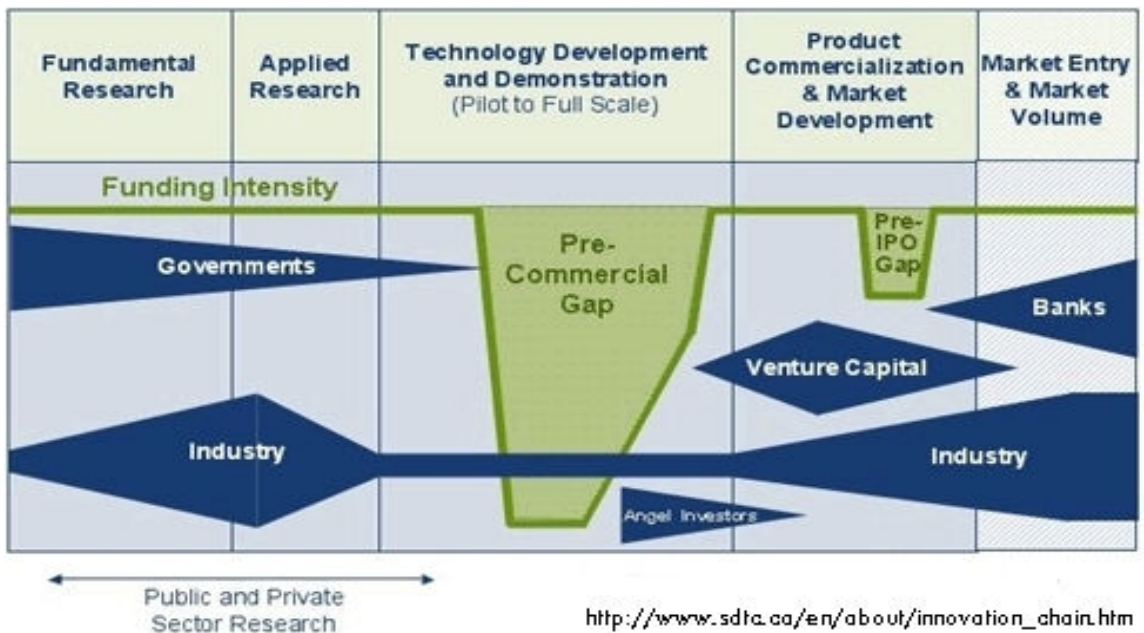 Fundamental
Research
Applied
Research
Technology Development
and Demonstration
(Pilot to Full Scale)
Product
Commercialization
& Market
Development
Market Entry
& Market
Volume
Funding Intensity
Governments
Pre-
Commercial
Gap
Pre-
IPO
Gap
Banks
Venture Capital
Industry
Industry
Angel Investors
Public and Private
Sector Research
http://www.sdtc.ca/en/about/innovation_chain.htm